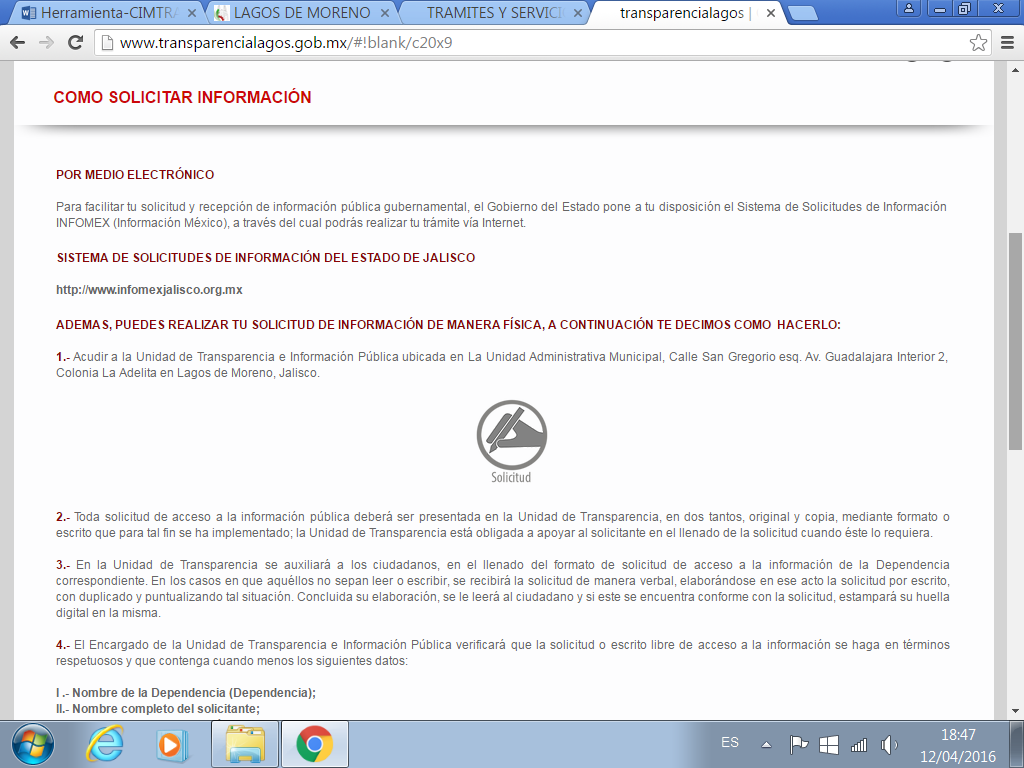 Herramienta-CIMTRA
LAGOS DE MORENO
TRAMITES Y SERVICI
transparencialagos |
www.transparencialagos.gob.mx/#!blank/c20x9
COMO SOLICITAR INFORMACIÓN
POR MEDIO ELECTRÓNICO
Para facilitar tu solicitud y recepción de información pública gubernamental, el Gobierno del Estado pone a tu disposición el Sistema de Solicitudes de Información
INFOMEX (Información México), a través del cual podrás realizar tu trámite vía Internet.
SISTEMA DE SOLICITUDES DE INFORMACIÓN DEL ESTADO DE JALISCO
http://www.infomexjalisco.org.mx
ADEMAS, PUEDES REALIZAR TU SOLICITUD DE INFORMACIÓN DE MANERA FÍSICA, A CONTINUACIÓN TE DECIMOS COMO HACERLO:
1.- Acudir a la Unidad de Transparencia e Información Pública ubicada en La Unidad Administrativa Municipal, Calle San Gregorio esq. Av. Guadalajara Interior 2,
Colonia La Adelita en Lagos de Moreno, Jalisco.
Solicitud
2.- Toda solicitud de acceso a la información pública deberá ser presentada en la Unidad de Transparencia, en dos tantos, original y copia, mediante formato o
escrito que para tal fin se ha implementado; la Unidad de Transparencia está obligada a apoyar al solicitante en el llenado de la solicitud cuando éste lo requiera.
3.- En la Unidad de Transparencia se auxiliará a los ciudadanos, en el llenado del formato de solicitud de acceso a la información de la Dependencia
correspondiente. En los casos en que aquéllos no sepan leer o escribir, se recibirá la solicitud de manera verbal, elaborándose en ese acto la solicitud por escrito,
con duplicado y puntualizando tal situación. Concluida su elaboración, se le leerá al ciudadano y si este se encuentra conforme con la solicitud, estampará su huella
digital en la misma.
4.- El Encargado de la Unidad de Transparencia e Información Pública verificará que la solicitud o escrito libre de acceso a la información se haga en términos
respetuosos y que contenga cuando menos los siguientes datos:
I .- Nombre de la Dependencia (Dependencia);
II.- Nombre completo del solicitante;
ES
18:47
12/04/2016